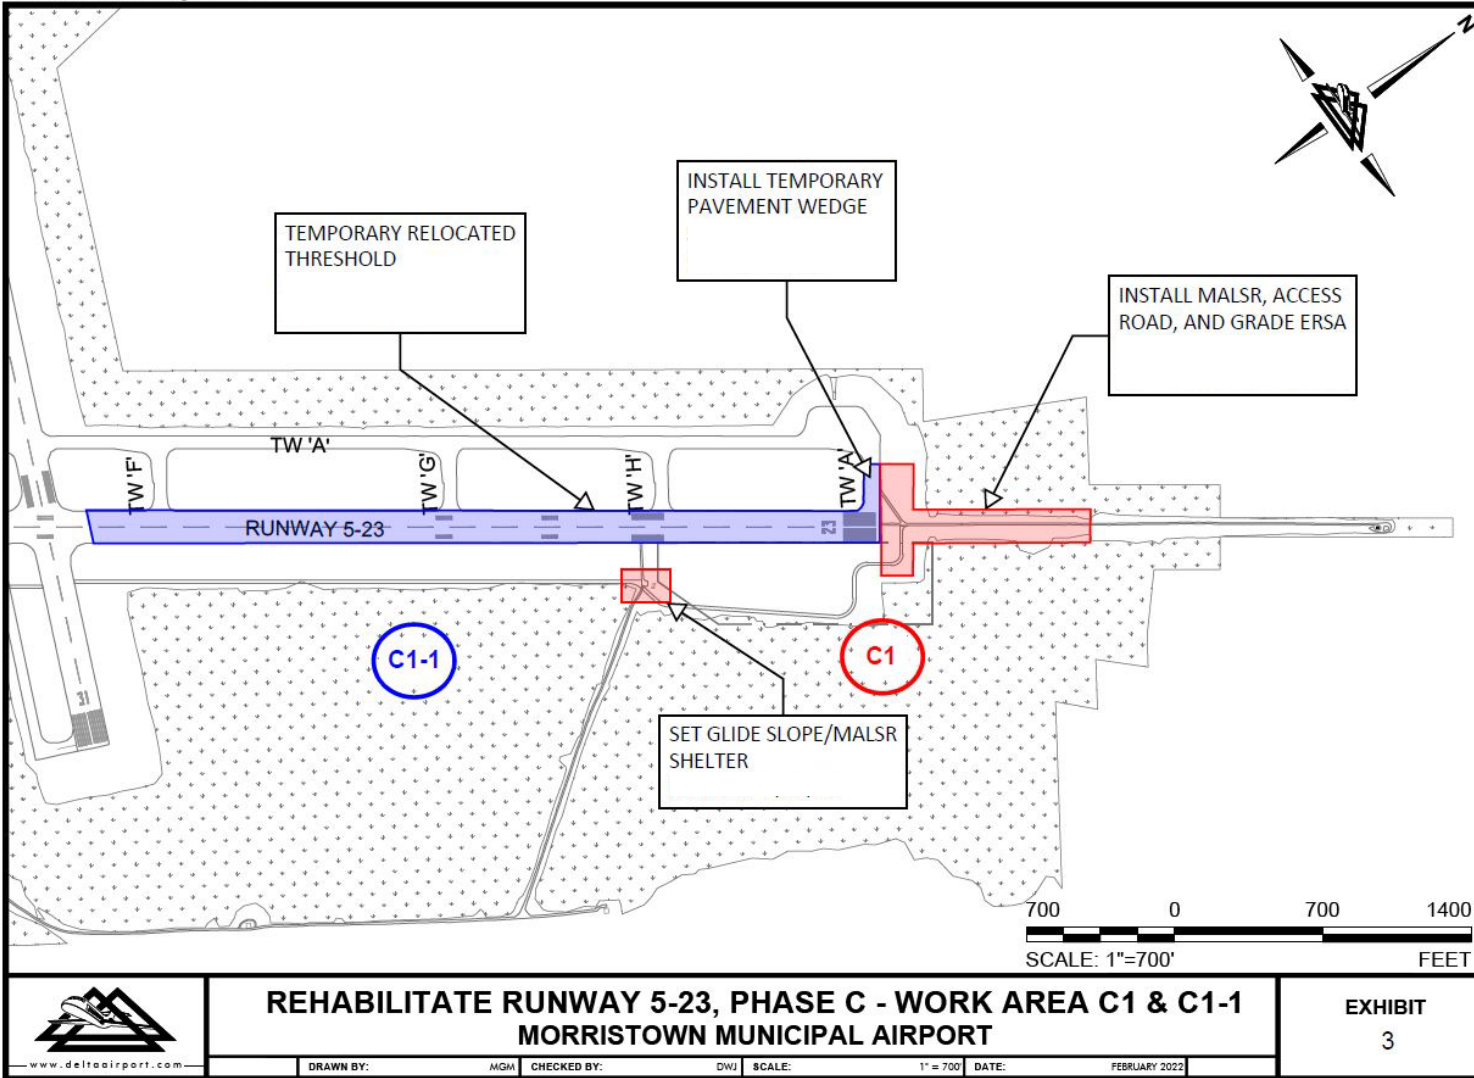 N
INSTALL TEMPORARY
PAVEMENT WEDGE
TEMPORARY RELOCATED
THRESHOLD
INSTALL MALSR, ACCESS
ROAD, AND GRADE ERSA
TW 'A'
TW 'F'
TW 'G'
TW 'H'
TW 'A'
RUNWAY 5-23
23
C1-1
C1
31
SET GLIDE SLOPE/MALSR
SHELTER
700 0 700 1400
SCALE: 1"=700' FEET
REHABILITATE RUNWAY 5-23, PHASE C - WORK AREA C1 & C1-1
MORRISTOWN MUNICIPAL AIRPORT
EXHIBIT
3
www.deltaairport.com
DRAWN BY: MGM CHECKED BY: DWJ SCALE: 1" = 700' DATE: FEBRUARY 2022